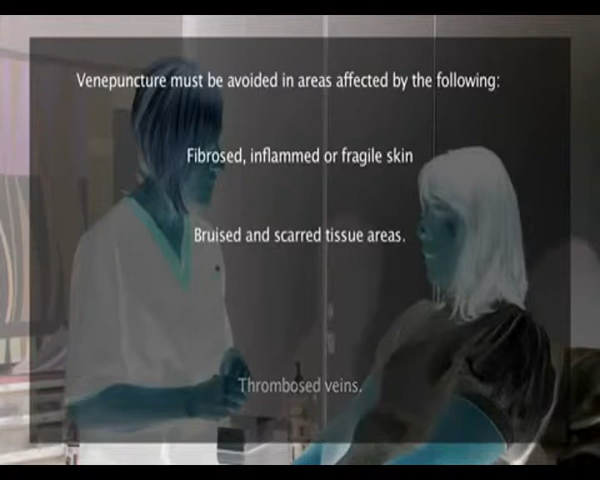 Venepuncture must be avoided in areas affected by the following:
Fibrosed, inflammed or fragile skin
Bruised and scarred tissue areas.
Thrombosed veins.